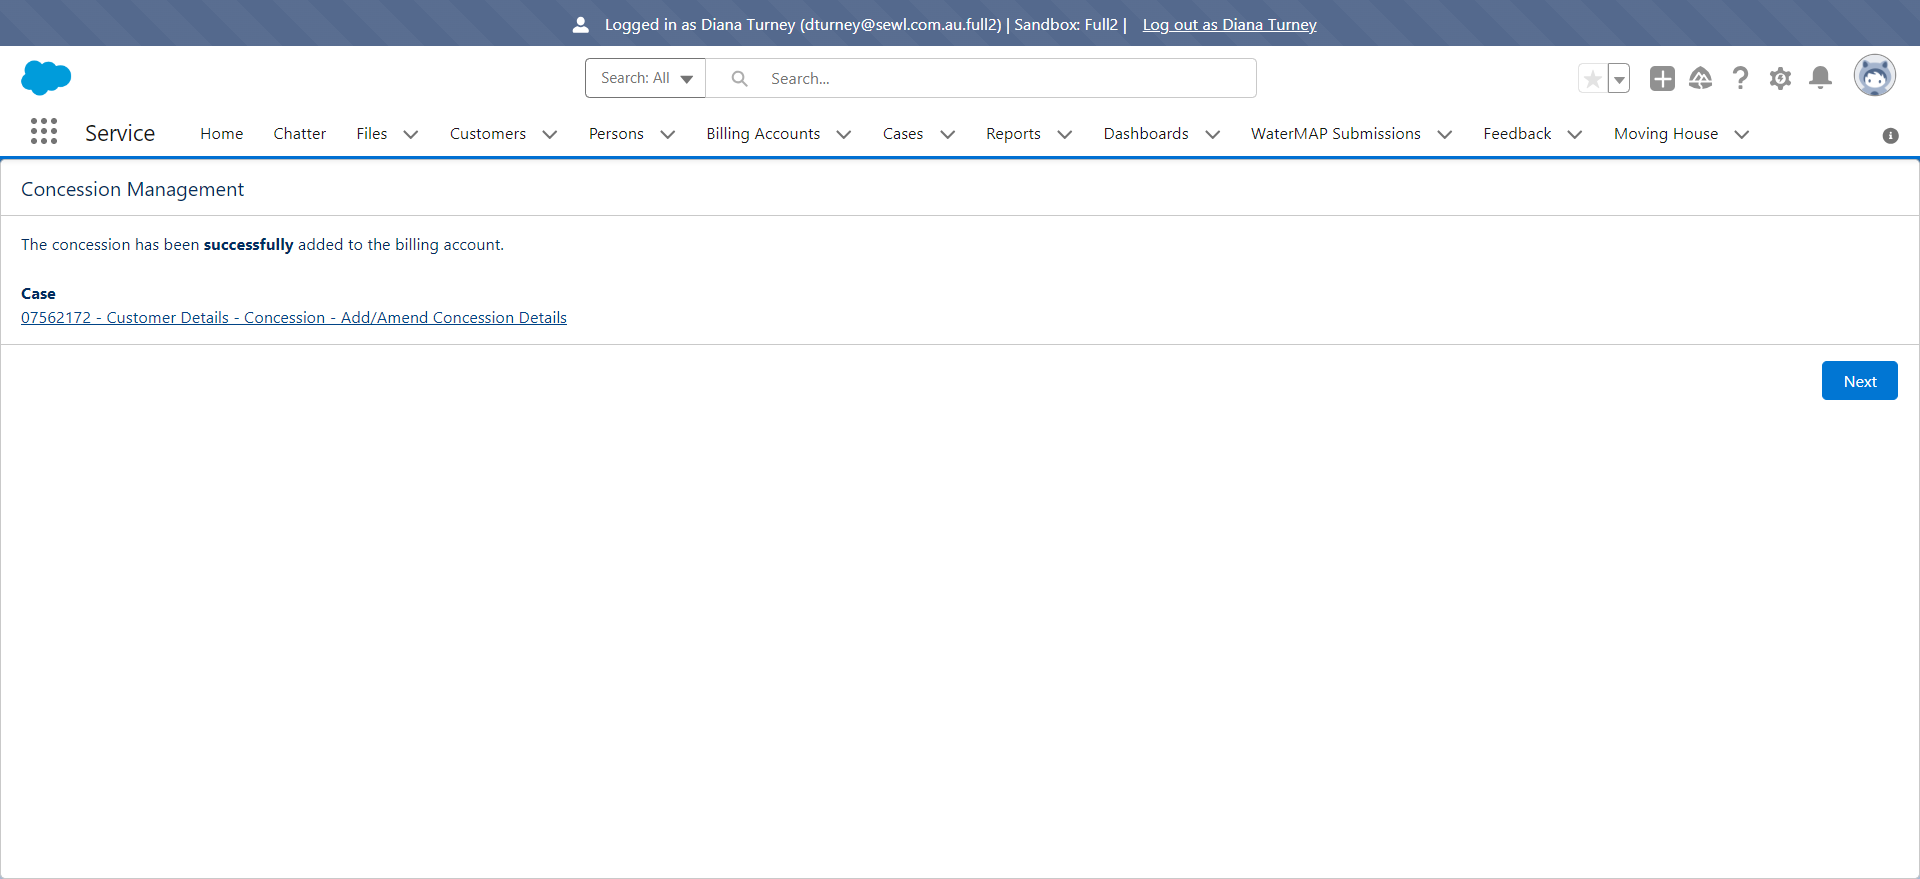 Logged in as Diana Turney (dturney@sewl.com.au.full2) | Sandbox: Full2 | Log out as Diana Turney
Search: All Search...
Service Home Chatter Files Customers Persons Billing Accounts Cases Reports Dashboards WaterMAP Submissions Feedback Moving House
Concession Management
The concession has been successfully added to the billing account.
Case
07562172 - Customer Details - Concession - Add/Amend Concession Details
Next